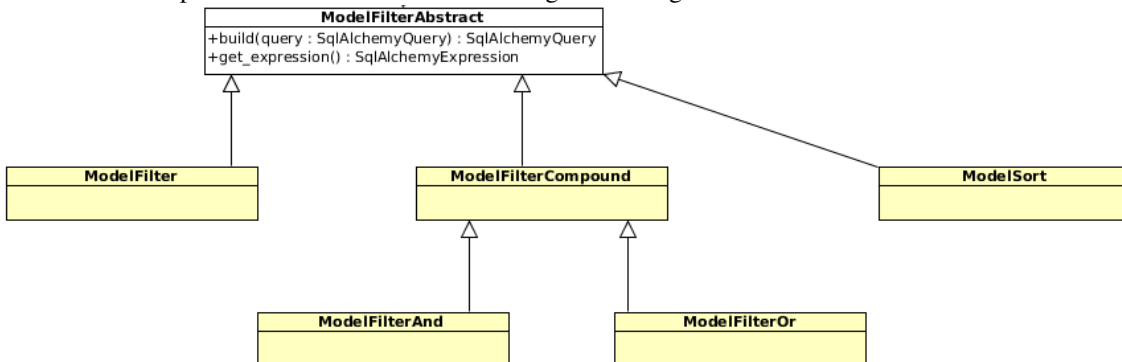 ModelFilterAbstract
+build(query : SqlAlchemyQuery) : SqlAlchemyQuery
+get_expression() : SqlAlchemyExpression
ModelFilter ModelFilterCompound ModelSort
ModelFilterAnd ModelFilterOr